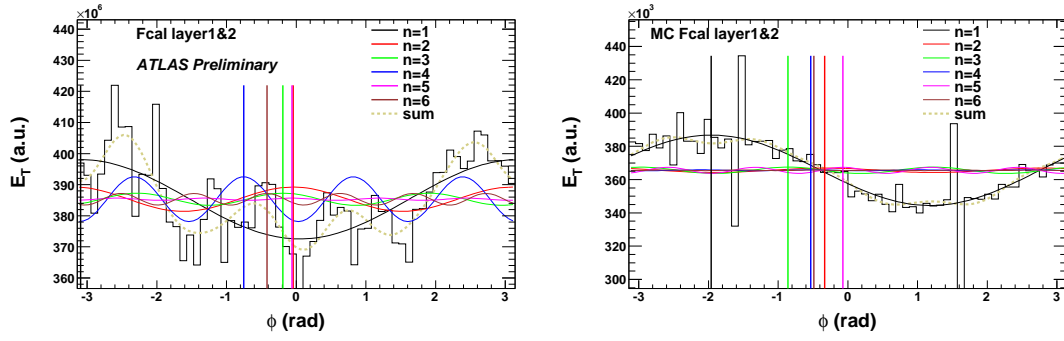 ×10⁶
Fcal layer1&2
ATLAS Preliminary
n=1
n=2
n=3
n=4
n=5
n=6
sum
E_T (a.u.)
440
430
420
410
400
390
380
370
360
-3
-2
-1
0
1
2
3
ϕ (rad)
×10³
MC Fcal layer1&2
n=1
n=2
n=3
n=4
n=5
n=6
sum
E_T (a.u.)
440
420
400
380
360
340
320
300
-3
-2
-1
0
1
2
3
ϕ (rad)